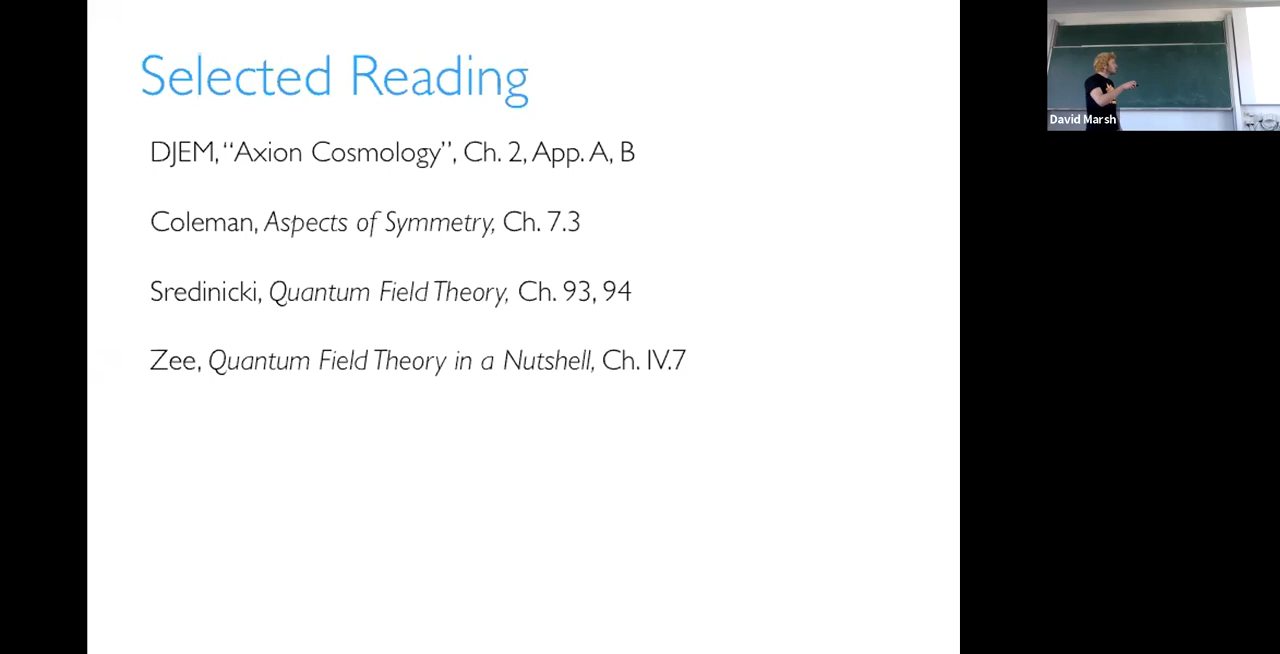 Selected Reading
DJEM, “Axion Cosmology”, Ch. 2, App. A, B
Coleman, Aspects of Symmetry, Ch. 7.3
Sredinicki, Quantum Field Theory, Ch. 93, 94
Zee, Quantum Field Theory in a Nutshell, Ch. IV.7
David Marsh